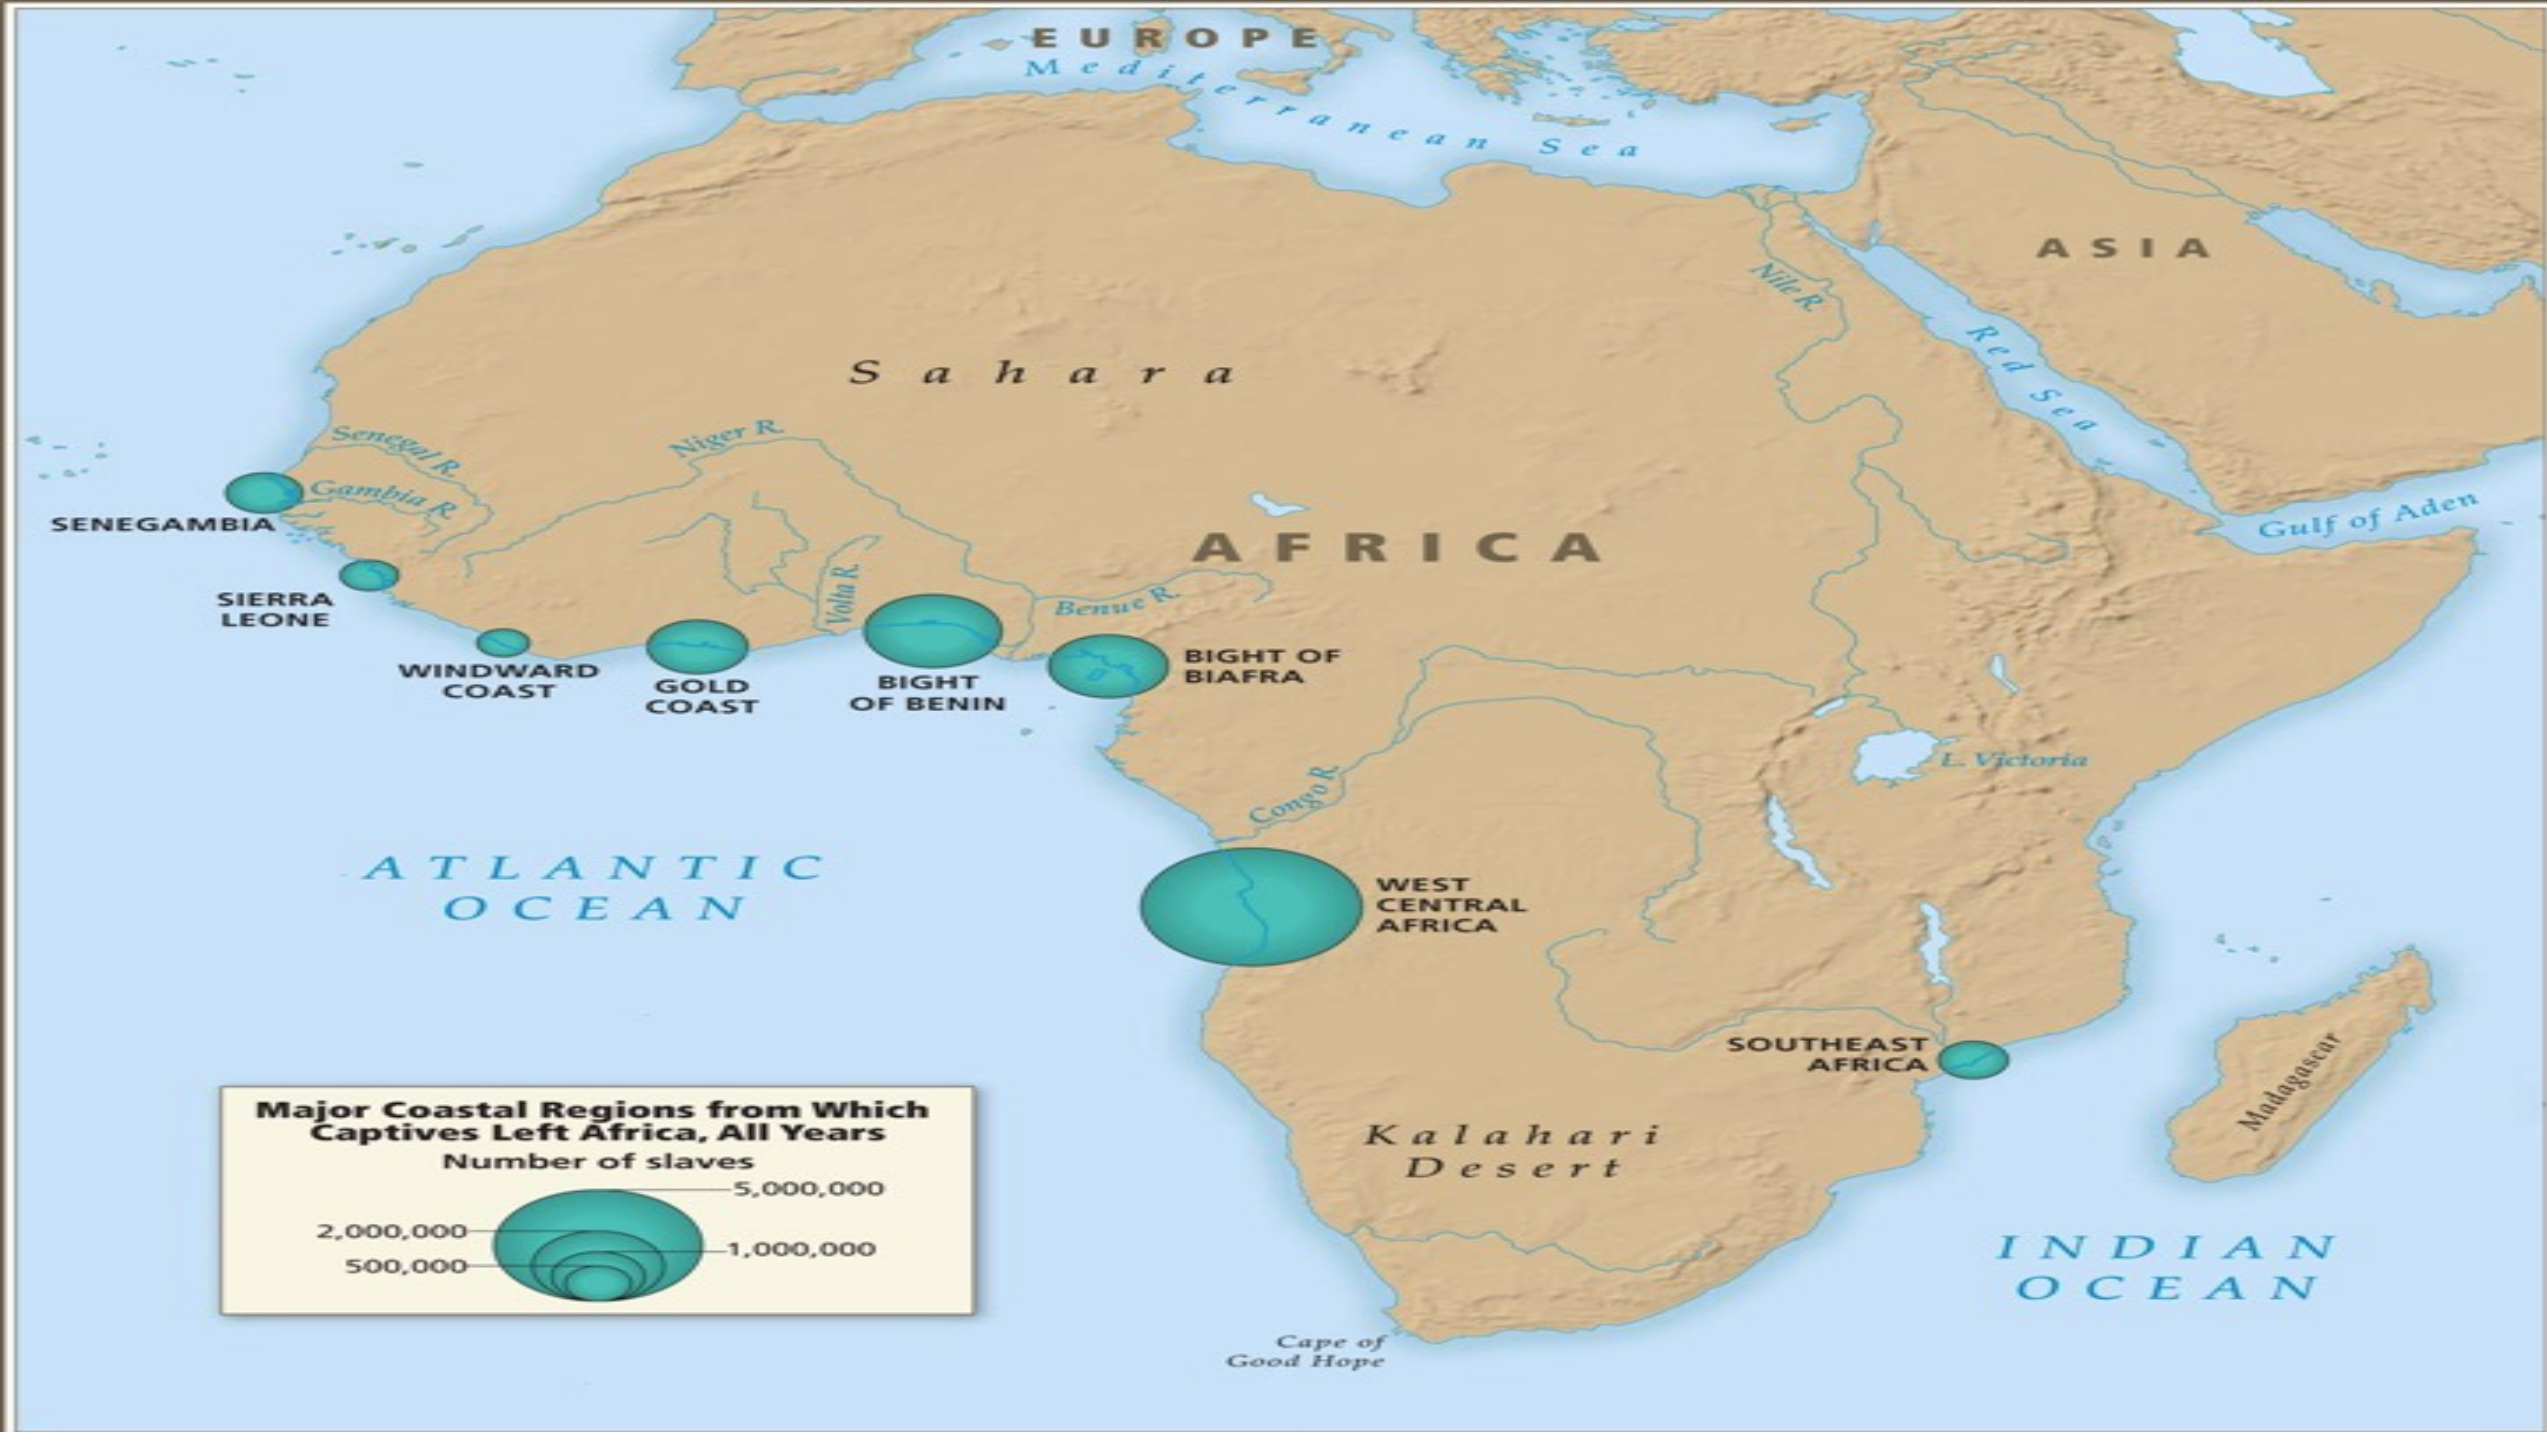 EUROPE
Mediterranean Sea
ASIA
Nile R.
Red Sea
Sahara
Senegal R.
Niger R.
Gambia R.
SENEGAMBIA
Gulf of Aden
AFRICA
Volta R.
Benue R.
SIERRA
LEONE
WINDWARD
COAST
GOLD
COAST
BIGHT
OF BENIN
BIGHT OF
BIAFRA
L. Victoria
Congo R.
ATLANTIC
OCEAN
WEST
CENTRAL
AFRICA
SOUTHEAST
AFRICA
Madagascar
Kalahari
Desert
INDIAN
OCEAN
Cape of
Good Hope
Major Coastal Regions from Which
Captives Left Africa, All Years
Number of slaves
5,000,000
2,000,000
1,000,000
500,000